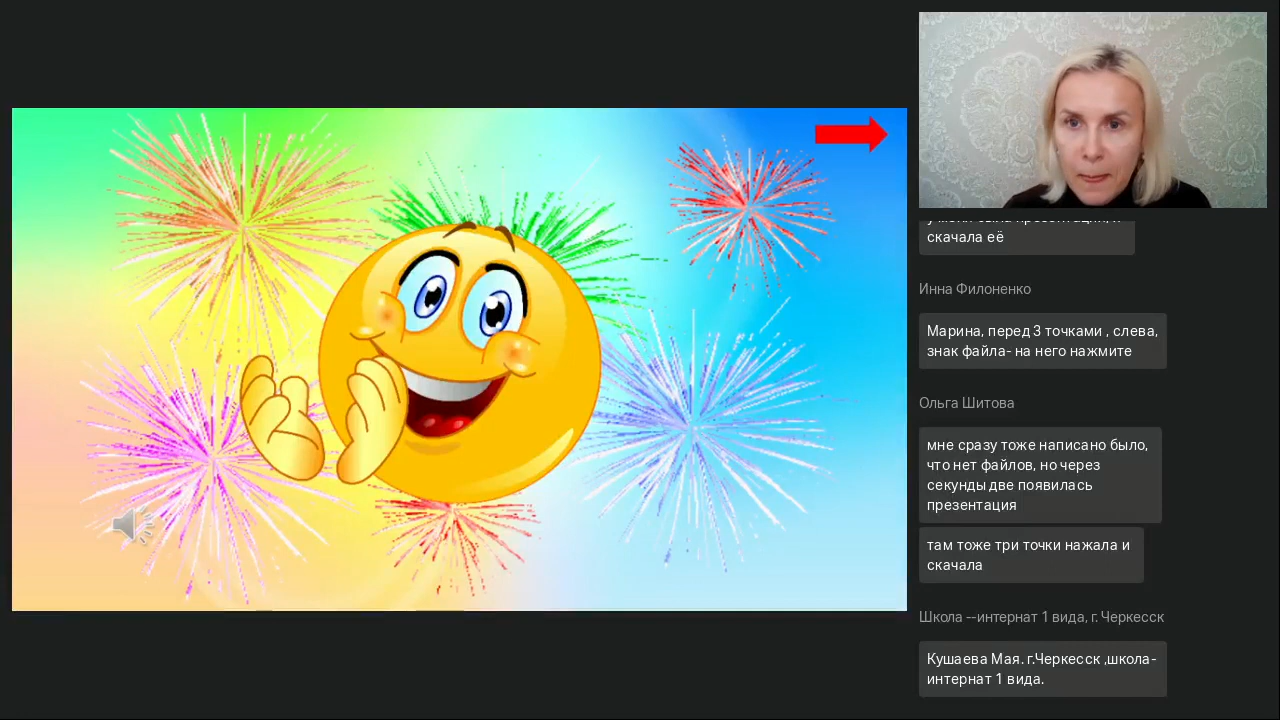 скачала её
Инна Филоненко
Марина, перед 3 точками , слева,
знак файла- на него нажмите
Ольга Шитова
мне сразу тоже написано было,
что нет файлов, но через
секунды две появилась
презентация
там тоже три точки нажала и
скачала
Школа --интернат 1 вида, г. Черкесск
Кушаева Мая. г.Черкесск ,школа-
интернат 1 вида.